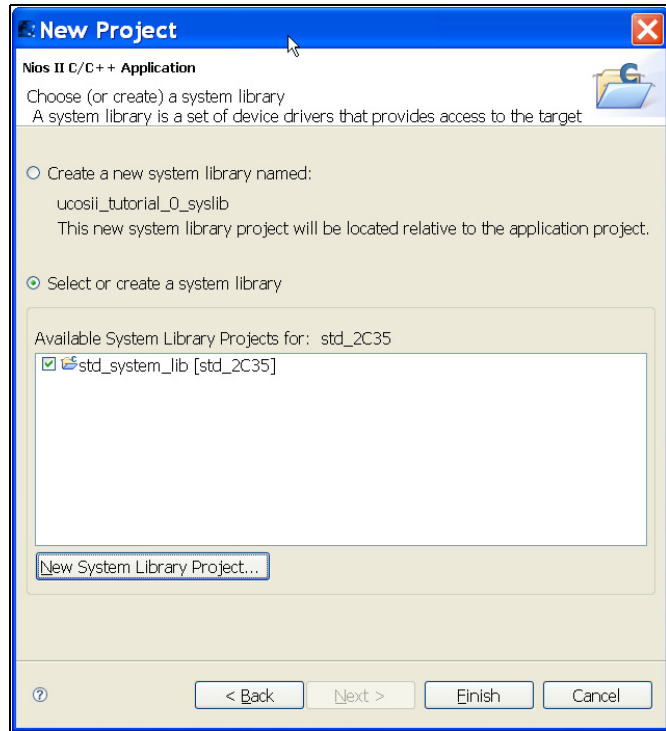 New Project
Nios II C/C++ Application
Choose (or create) a system library
A system library is a set of device drivers that provides access to the target
Create a new system library named:
ucosii_tutorial_0_syslib
This new system library project will be located relative to the application project.
Select or create a system library
Available System Library Projects for: std_2C35
std_system_lib [std_2C35]
New System Library Project...
? < Back Next > Finish Cancel